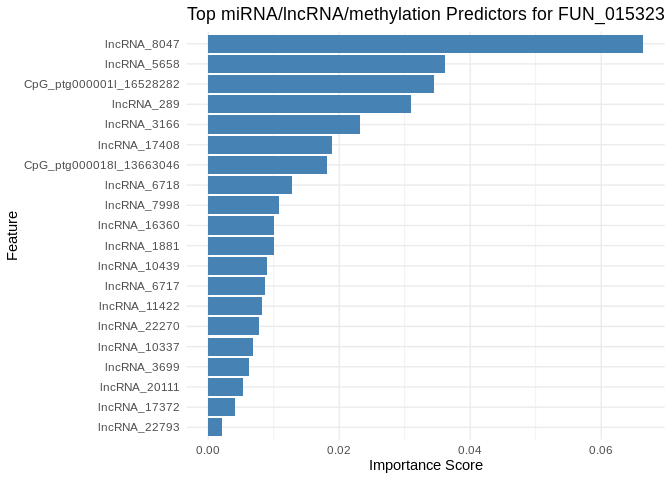 Top miRNA/lncRNA/methylation Predictors for FUN_015323
Feature
lncRNA_8047
lncRNA_5658
CpG_ptg000001l_16528282
lncRNA_289
lncRNA_3166
lncRNA_17408
CpG_ptg000018l_13663046
lncRNA_6718
lncRNA_7998
lncRNA_16360
lncRNA_1881
lncRNA_10439
lncRNA_6717
lncRNA_11422
lncRNA_22270
lncRNA_10337
lncRNA_3699
lncRNA_20111
lncRNA_17372
lncRNA_22793
0.00 0.02 0.04 0.06
Importance Score